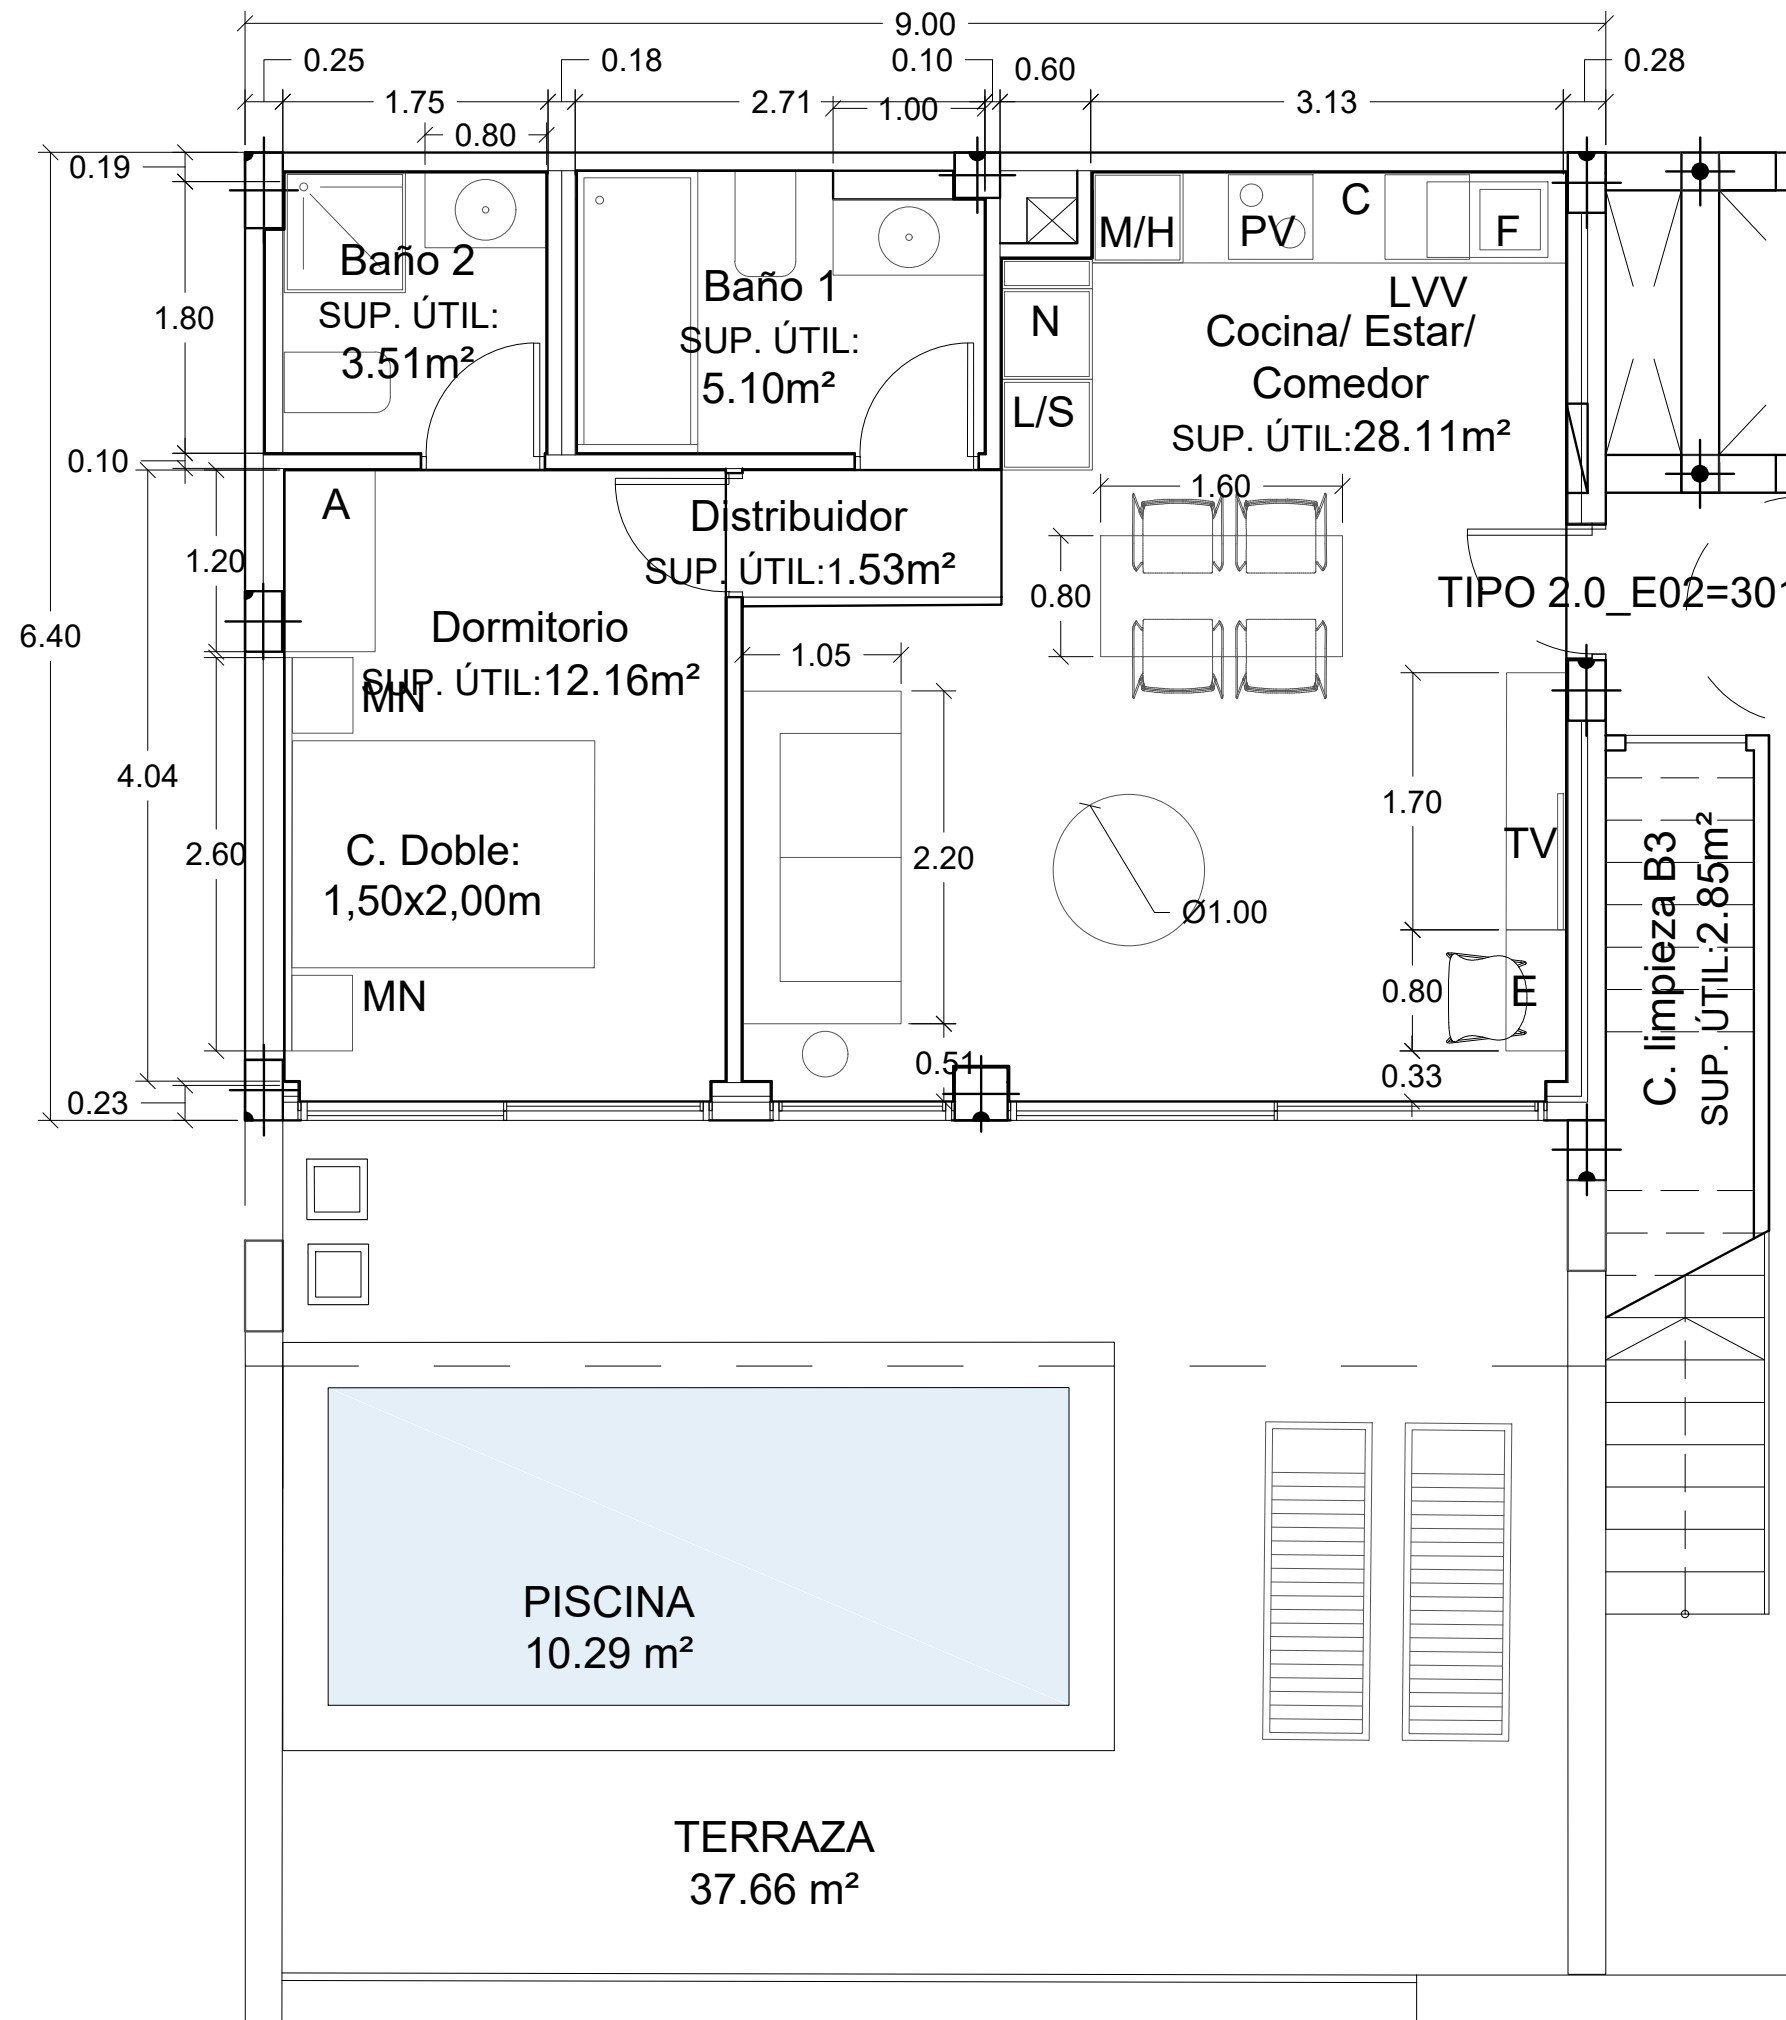 9.00
0.25
0.18
0.10
0.60
0.28
1.75
2.71
1.00
3.13
0.80
0.19
1.80
0.10
1.20
6.40
4.04
2.60
0.23
Baño 2
SUP. ÚTIL:
3.51m²
Baño 1
SUP. ÚTIL:
5.10m²
M/H
PV
C
F
LVV
N
L/S
Cocina/ Estar/
Comedor
SUP. ÚTIL:28.11m²
A
Distribuidor
SUP. ÚTIL:1.53m²
1.60
0.80
TIPO 2.0_E02=301
Dormitorio
SUP. ÚTIL:12.16m²
MN
1.05
C. Doble:
1,50x2,00m
MN
2.20
0.51
Ø1.00
1.70
TV
0.80
E
0.33
C. limpieza B3
SUP. ÚTIL:2.85m²
PISCINA
10.29 m²
TERRAZA
37.66 m²